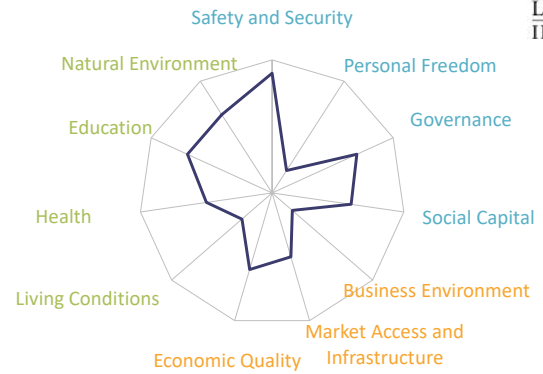 Safety and Security
Natural Environment
Personal Freedom
Education
Governance
Health
Social Capital
Living Conditions
Business Environment
Market Access and
Infrastructure
Economic Quality